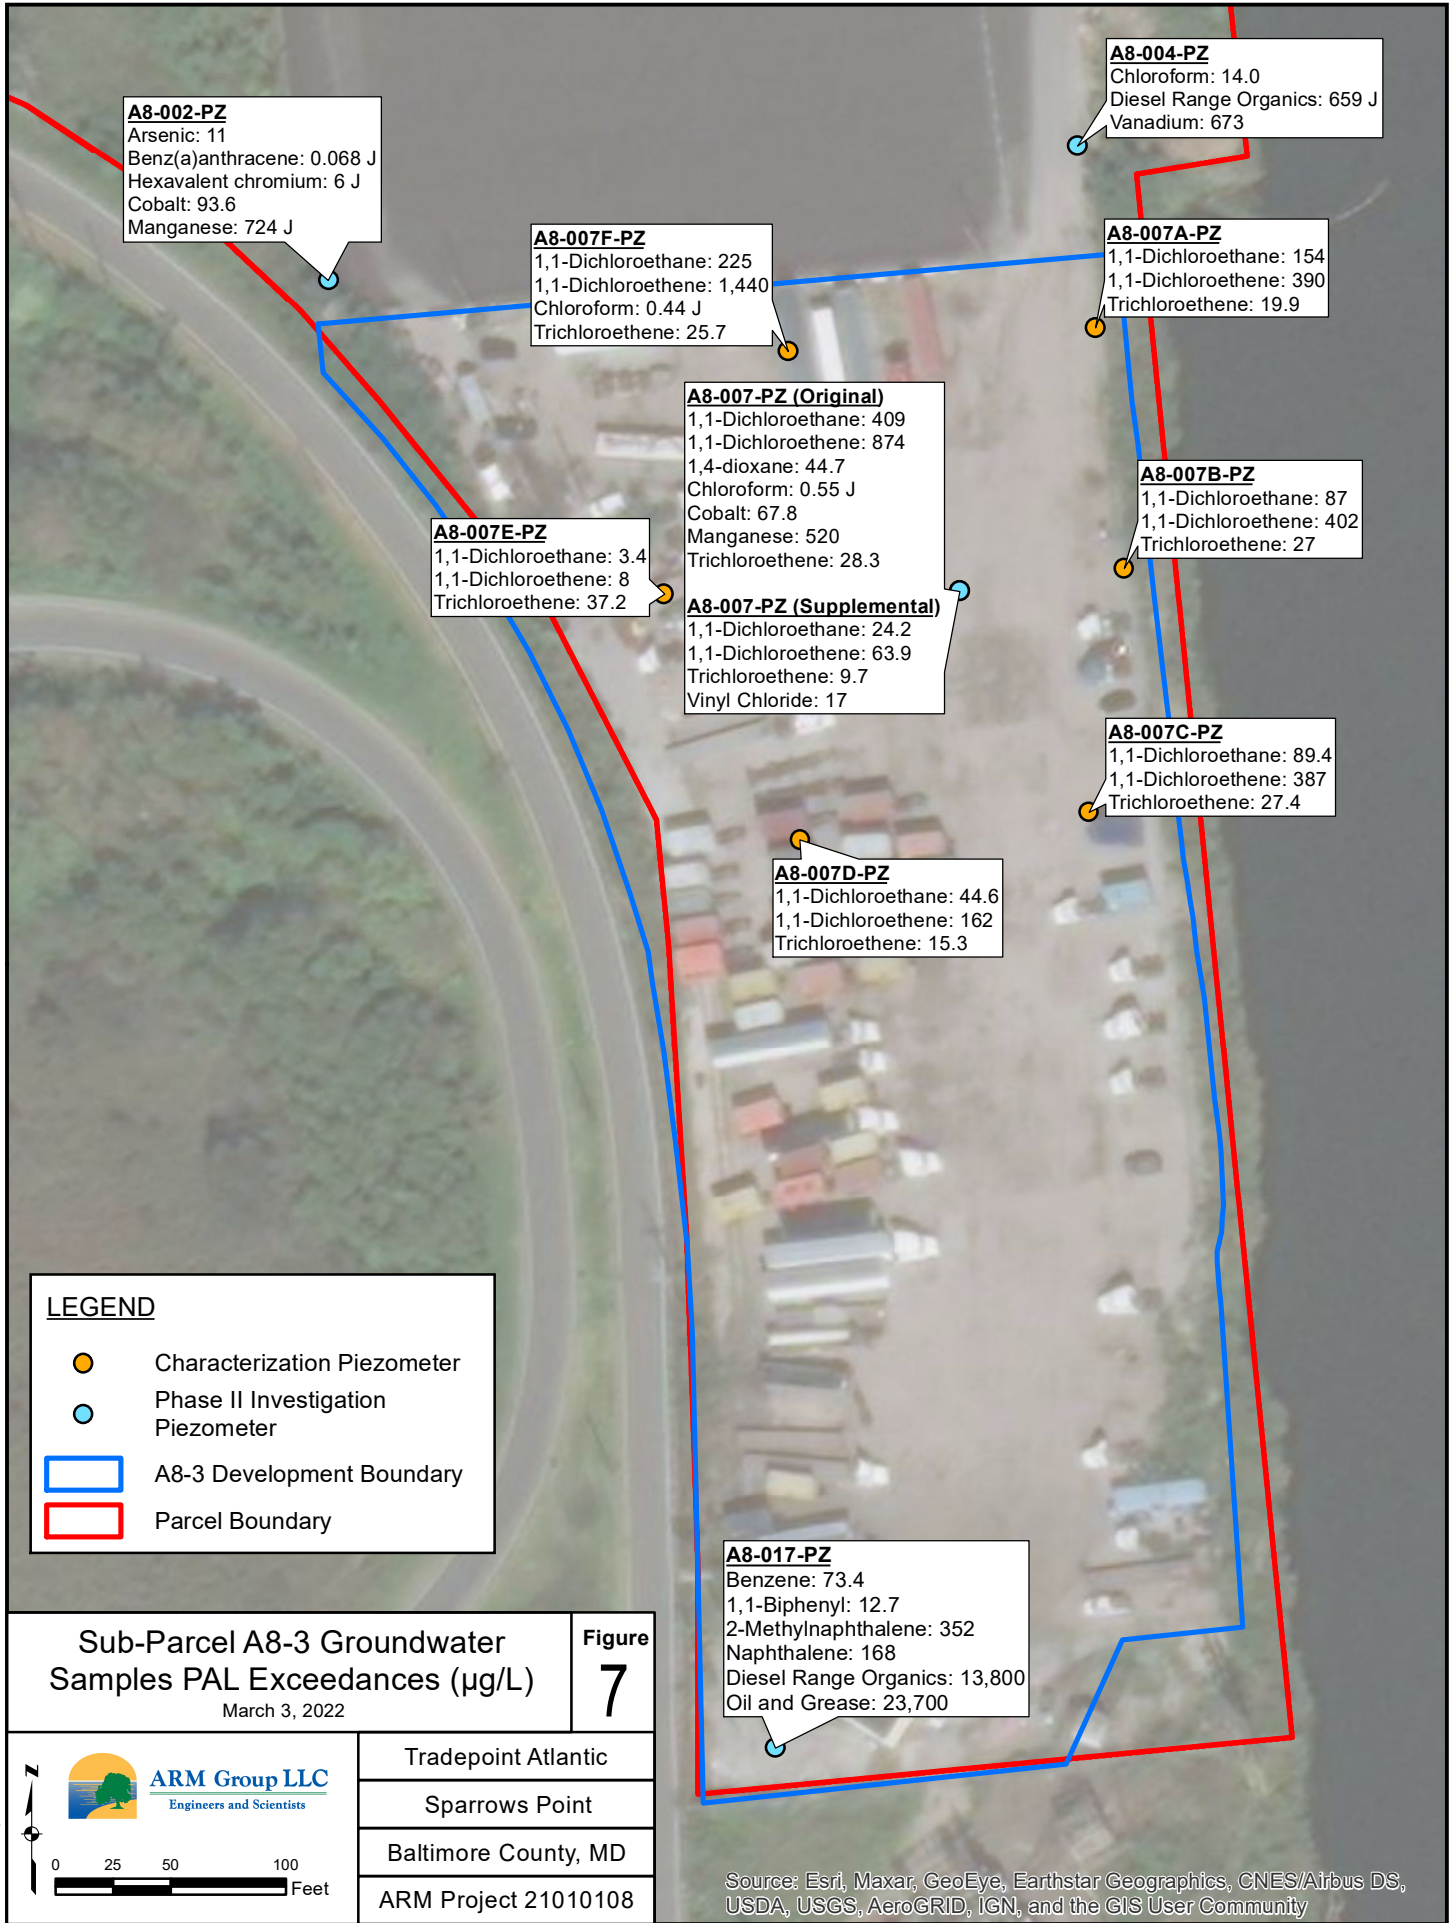 A8-004-PZ
Chloroform: 14.0
Diesel Range Organics: 659 J
Vanadium: 673
A8-002-PZ
Arsenic: 11
Benz(a)anthracene: 0.068 J
Hexavalent chromium: 6 J
Cobalt: 93.6
Manganese: 724 J
A8-007F-PZ
1,1-Dichloroethane: 225
1,1-Dichloroethene: 1,440
Chloroform: 0.44 J
Trichloroethene: 25.7
A8-007A-PZ
1,1-Dichloroethane: 154
1,1-Dichloroethene: 390
Trichloroethene: 19.9
A8-007-PZ (Original)
1,1-Dichloroethane: 409
1,1-Dichloroethene: 874
1,4-dioxane: 44.7
Chloroform: 0.55 J
Cobalt: 67.8
Manganese: 520
Trichloroethene: 28.3
A8-007-PZ (Supplemental)
1,1-Dichloroethane: 24.2
1,1-Dichloroethene: 63.9
Trichloroethene: 9.7
Vinyl Chloride: 17
A8-007B-PZ
1,1-Dichloroethane: 87
1,1-Dichloroethene: 402
Trichloroethene: 27
A8-007E-PZ
1,1-Dichloroethane: 3.4
1,1-Dichloroethene: 8
Trichloroethene: 37.2
A8-007C-PZ
1,1-Dichloroethane: 89.4
1,1-Dichloroethene: 387
Trichloroethene: 27.4
A8-007D-PZ
1,1-Dichloroethane: 44.6
1,1-Dichloroethene: 162
Trichloroethene: 15.3
LEGEND
Characterization Piezometer
Phase II Investigation
Piezometer
A8-3 Development Boundary
Parcel Boundary
A8-017-PZ
Benzene: 73.4
1,1-Biphenyl: 12.7
2-Methylnaphthalene: 352
Naphthalene: 168
Diesel Range Organics: 13,800
Oil and Grease: 23,700
Sub-Parcel A8-3 Groundwater
Samples PAL Exceedances (µg/L)
March 3, 2022
Figure
7
Z
ARM Group LLC
Engineers and Scientists
0 25 50 100
Feet
Tradepoint Atlantic
Sparrows Point
Baltimore County, MD
ARM Project 21010108
Source: Esri, Maxar, GeoEye, Earthstar Geographics, CNES/Airbus DS,
USDA, USGS, AeroGRID, IGN, and the GIS User Community